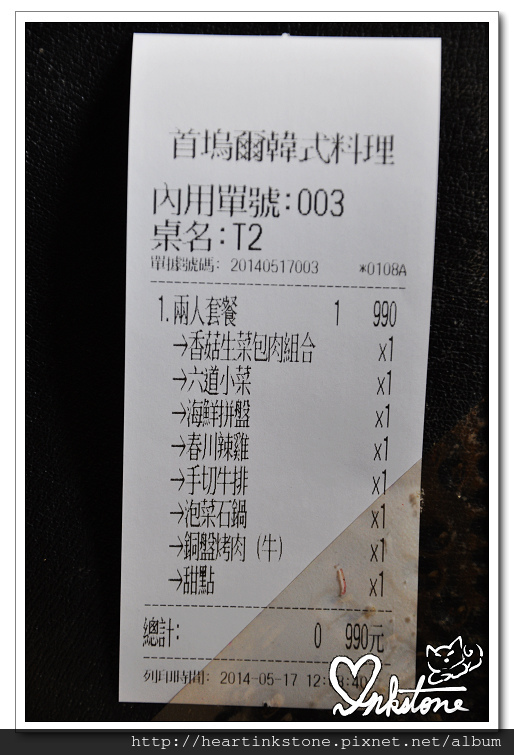 首塢爾韓式料理
內用單號:003
桌名:T2
單據號碼: 20140517003 *0108A
1.兩人套餐 1 990
→香菇生菜包肉組合 x1
→六道小菜 x1
→海鮮拼盤 x1
→春川辣雞 x1
→手切牛排 x1
→泡菜石鍋 x1
→銅盤烤肉 (牛) x1
→甜點 x1
總計: 0 990元
列印時間: 2014-05-17
Inkstone
http://heartinkstone.pixnet.net/album